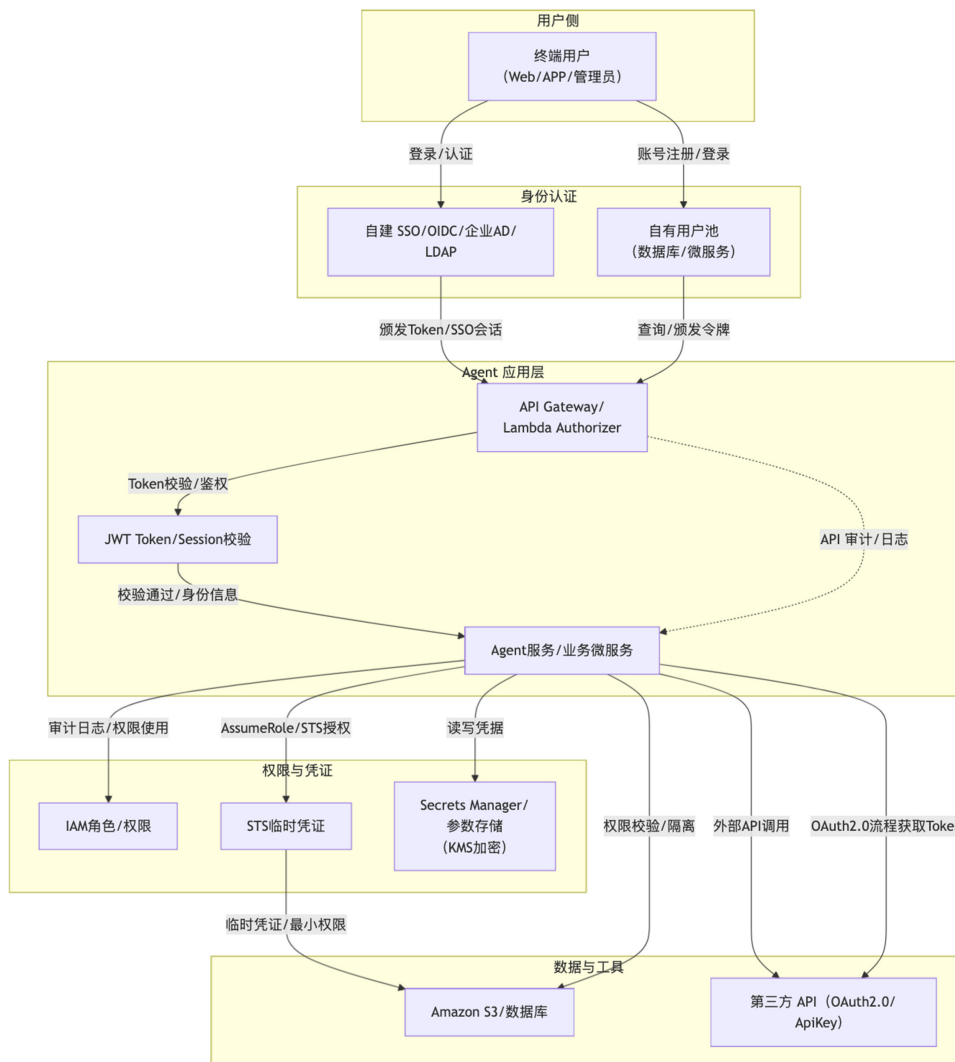 用户侧
终端用户
（Web/APP/管理员）
登录/认证
账号注册/登录
身份认证
自建 SSO/OIDC/企业AD/
LDAP
自有用户池
（数据库/微服务）
颁发Token/SSO会话
查询/颁发令牌
Agent 应用层
API Gateway/
Lambda Authorizer
Token校验/鉴权
JWT Token/Session校验
API 审计/日志
校验通过/身份信息
Agent服务/业务微服务
审计日志/权限使用
AssumeRole/STS授权
读写凭据
权限与凭证
IAM角色/权限
STS临时凭证
Secrets Manager/
参数存储
（KMS加密）
权限校验/隔离
外部API调用
OAuth2.0流程获取Token
临时凭证/最小权限
数据与工具
Amazon S3/数据库
第三方 API（OAuth2.0/
ApiKey）